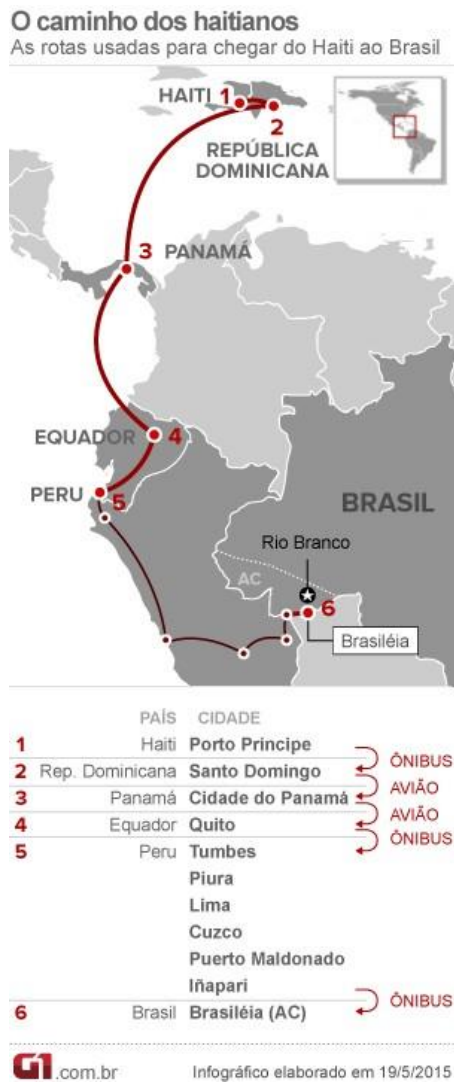 O caminho dos haitianos
As rotas usadas para chegar do Haiti ao Brasil
HAITI 1
2
REPÚBLICA
DOMINICANA
3 PANAMÁ
EQUADOR 4
PERU 5
BRASIL
Rio Branco
AC
6
Brasiléia
PAÍS CIDADE
1 Haiti Porto Principe
ÔNIBUS
2 Rep. Dominicana Santo Domingo
AVIÃO
3 Panamá Cidade do Panamá
AVIÃO
4 Equador Quito
ÔNIBUS
5 Peru Tumbes
Piura
Lima
Cuzco
Puerto Maldonado
Iñapari
ÔNIBUS
6 Brasil Brasiléia (AC)
G1.com.br Infográfico elaborado em 19/5/2015